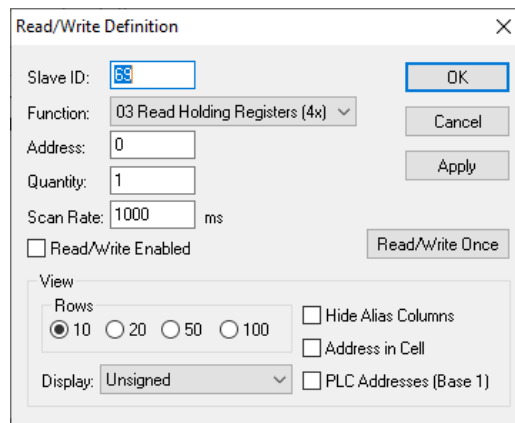 Read/Write Definition
Slave ID: 69
OK
Function: 03 Read Holding Registers (4x)
Cancel
Address: 0
Apply
Quantity: 1
Scan Rate: 1000 ms
Read/Write Enabled
Read/Write Once
View
Rows
10 20 50 100
Hide Alias Columns
Address in Cell
Display: Unsigned
PLC Addresses (Base 1)